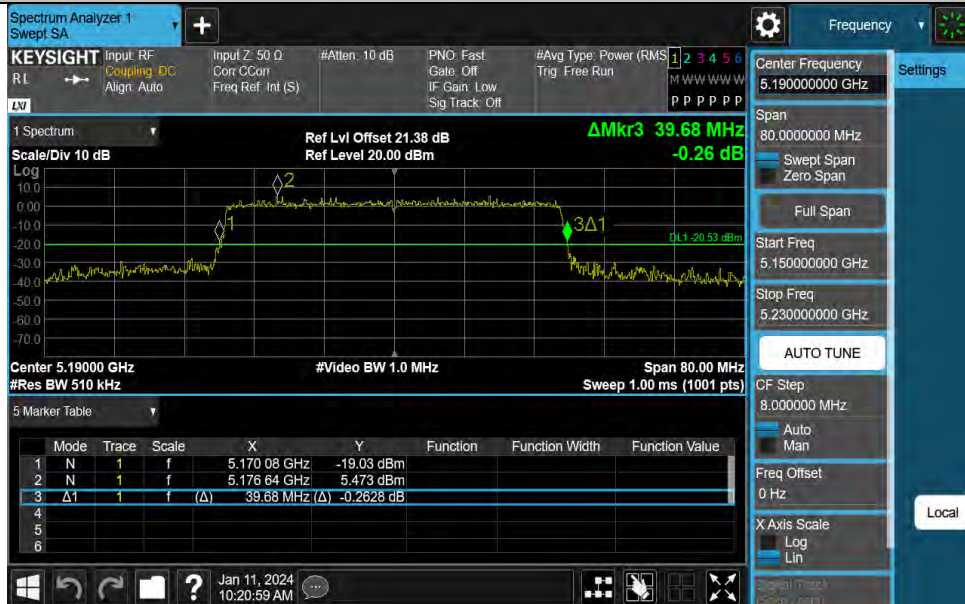 Spectrum Analyzer 1
Swept SA
+
Frequency
KEYSIGHT
RL
LXI
Input: RF
Coupling: DC
Align: Auto
Input Z: 50 Ω
Corr CCorr
Freq Ref: Int (S)
#Atten: 10 dB
PNO: Fast
Gate: Off
IF Gain: Low
Sig Track: Off
#Avg Type: Power (RMS
Trig: Free Run
1 2 3 4 5 6
M W W W W W
P P P P P P
1 Spectrum
Scale/Div 10 dB
Ref Lvl Offset 21.38 dB
Ref Level 20.00 dBm
ΔMkr3 39.68 MHz
-0.26 dB
Log
10.0
0.00
-10.0
-20.0
-30.0
-40.0
-50.0
-60.0
-70.0
2
1
3Δ1
DL1 -20.53 dBm
Center 5.19000 GHz
#Video BW 1.0 MHz
Span 80.00 MHz
#Res BW 510 kHz
Sweep 1.00 ms (1001 pts)
5 Marker Table
Mode Trace Scale X Y Function Function Width Function Value
1 N 1 f 5.170 08 GHz -19.03 dBm
2 N 1 f 5.176 64 GHz 5.473 dBm
3 Δ1 1 f (Δ) 39.68 MHz (Δ) -0.2628 dB
4
5
6
Center Frequency
5.190000000 GHz
Settings
Span
80.0000000 MHz
Swept Span
Zero Span
Full Span
Start Freq
5.150000000 GHz
Stop Freq
5.230000000 GHz
AUTO TUNE
CF Step
8.000000 MHz
Auto
Man
Freq Offset
0 Hz
X Axis Scale
Log
Lin
Local
Signal Track
?
Jan 11, 2024
10:20:59 AM